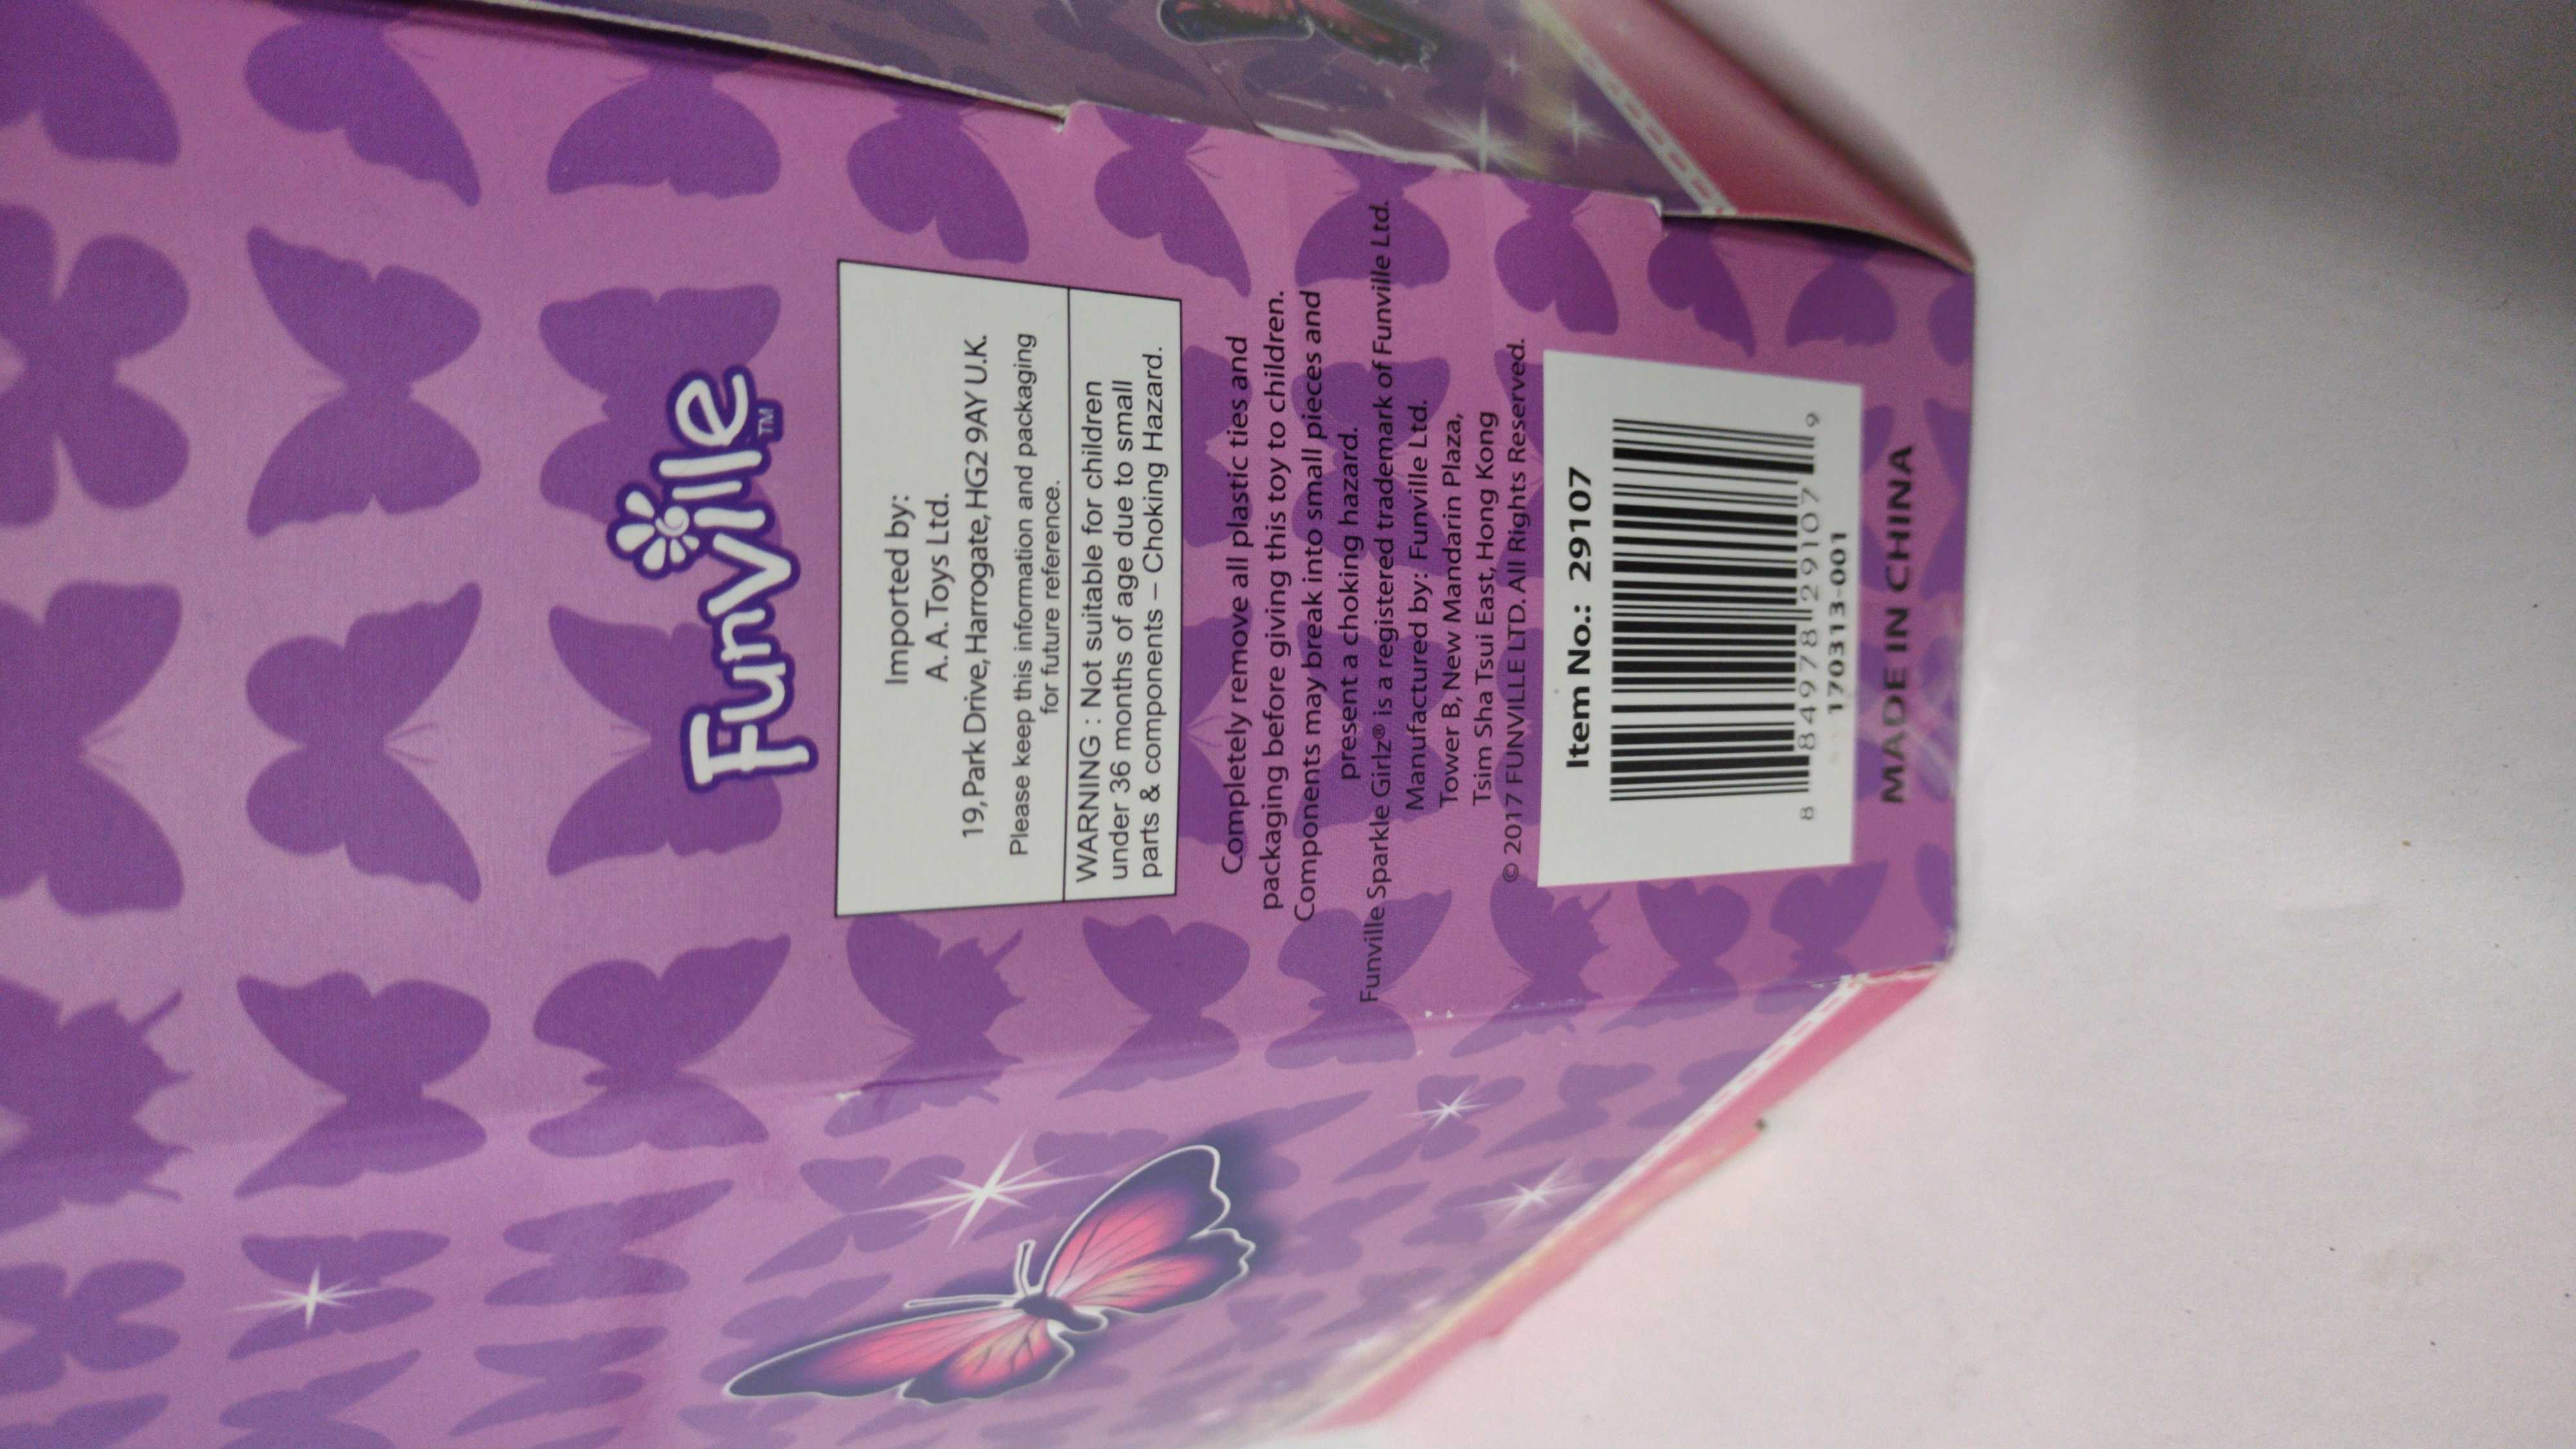 Funville™
Imported by:
A. A. Toys Ltd.
19,Park Drive,Harrogate,HG2 9AY U.K.
Please keep this information and packaging
for future reference.
WARNING : Not suitable for children
under 36 months of age due to small
parts & components – Choking Hazard.
Completely remove all plastic ties and
packaging before giving this toy to children.
Components may break into small pieces and
present a choking hazard.
Funville Sparkle Girlz® is a registered trademark of Funville Ltd.
Manufactured by: Funville Ltd.
Tower B, New Mandarin Plaza,
Tsim Sha Tsui East, Hong Kong
© 2017 FUNVILLE LTD. All Rights Reserved.
Item No.: 29107
8 84978 29107 9
170313-001
MADE IN CHINA